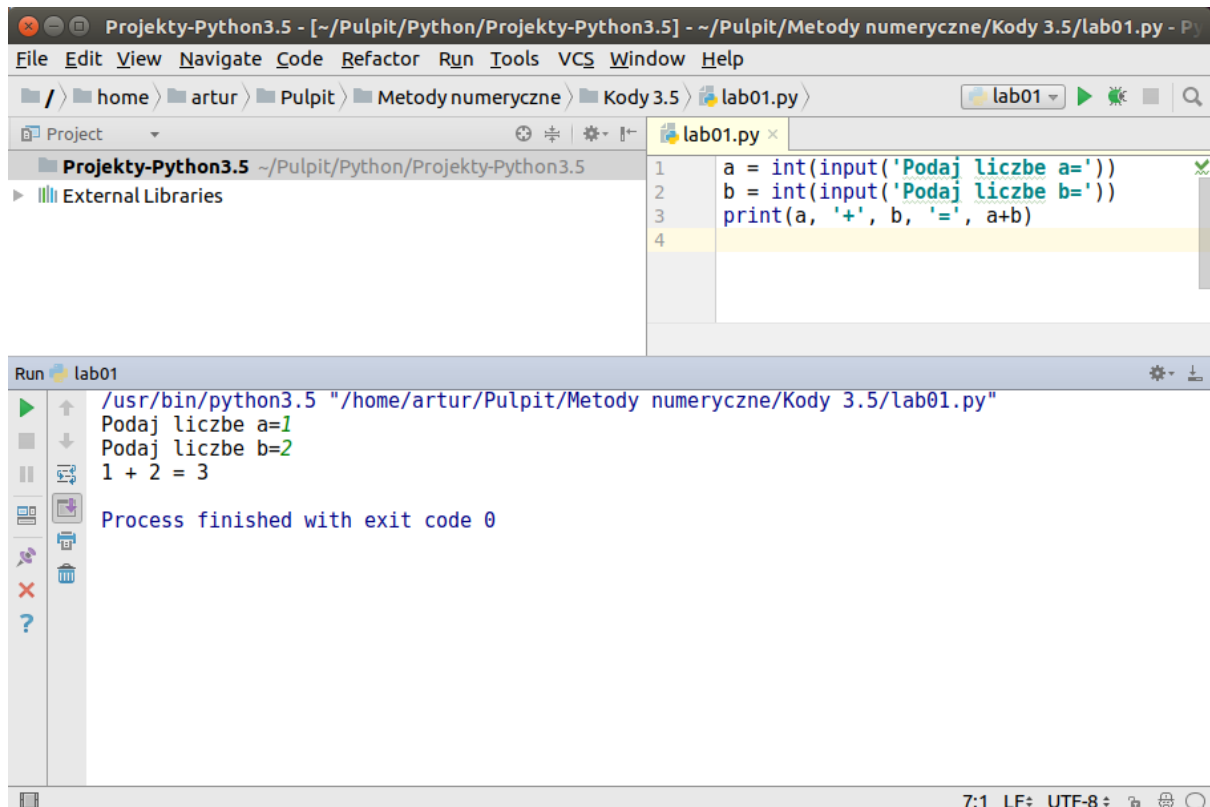 Projekty-Python3.5 - [~/Pulpit/Python/Projekty-Python3.5] - ~/Pulpit/Metody numeryczne/Kody 3.5/lab01.py - Py
File Edit View Navigate Code Refactor Run Tools VCS Window Help
/ home artur Pulpit Metody numeryczne Kody 3.5 lab01.py lab01
Project lab01.py
Projekty-Python3.5 ~/Pulpit/Python/Projekty-Python3.5
External Libraries
1 a = int(input('Podaj liczbe a='))
2 b = int(input('Podaj liczbe b='))
3 print(a, '+', b, '=', a+b)
4
Run lab01
/usr/bin/python3.5 "/home/artur/Pulpit/Metody numeryczne/Kody 3.5/lab01.py"
Podaj liczbe a=1
Podaj liczbe b=2
1 + 2 = 3
Process finished with exit code 0
7:1 LF UTF-8